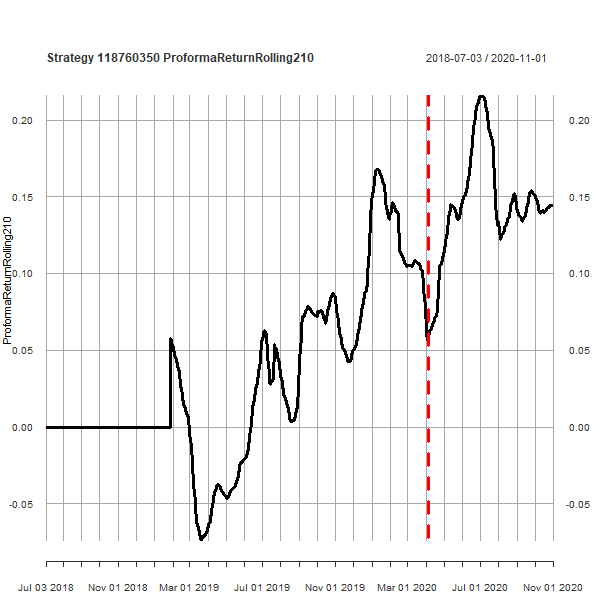 Strategy 118760350 ProformaReturnRolling210
2018-07-03 / 2020-11-01
0.20 0.20
0.15 0.15
0.10 0.10
0.05 0.05
0.00 0.00
-0.05 -0.05
ProformaReturnRolling210
Jul 03 2018 Nov 01 2018 Mar 01 2019 Jul 01 2019 Nov 01 2019 Mar 01 2020 Jul 01 2020 Nov 01 2020